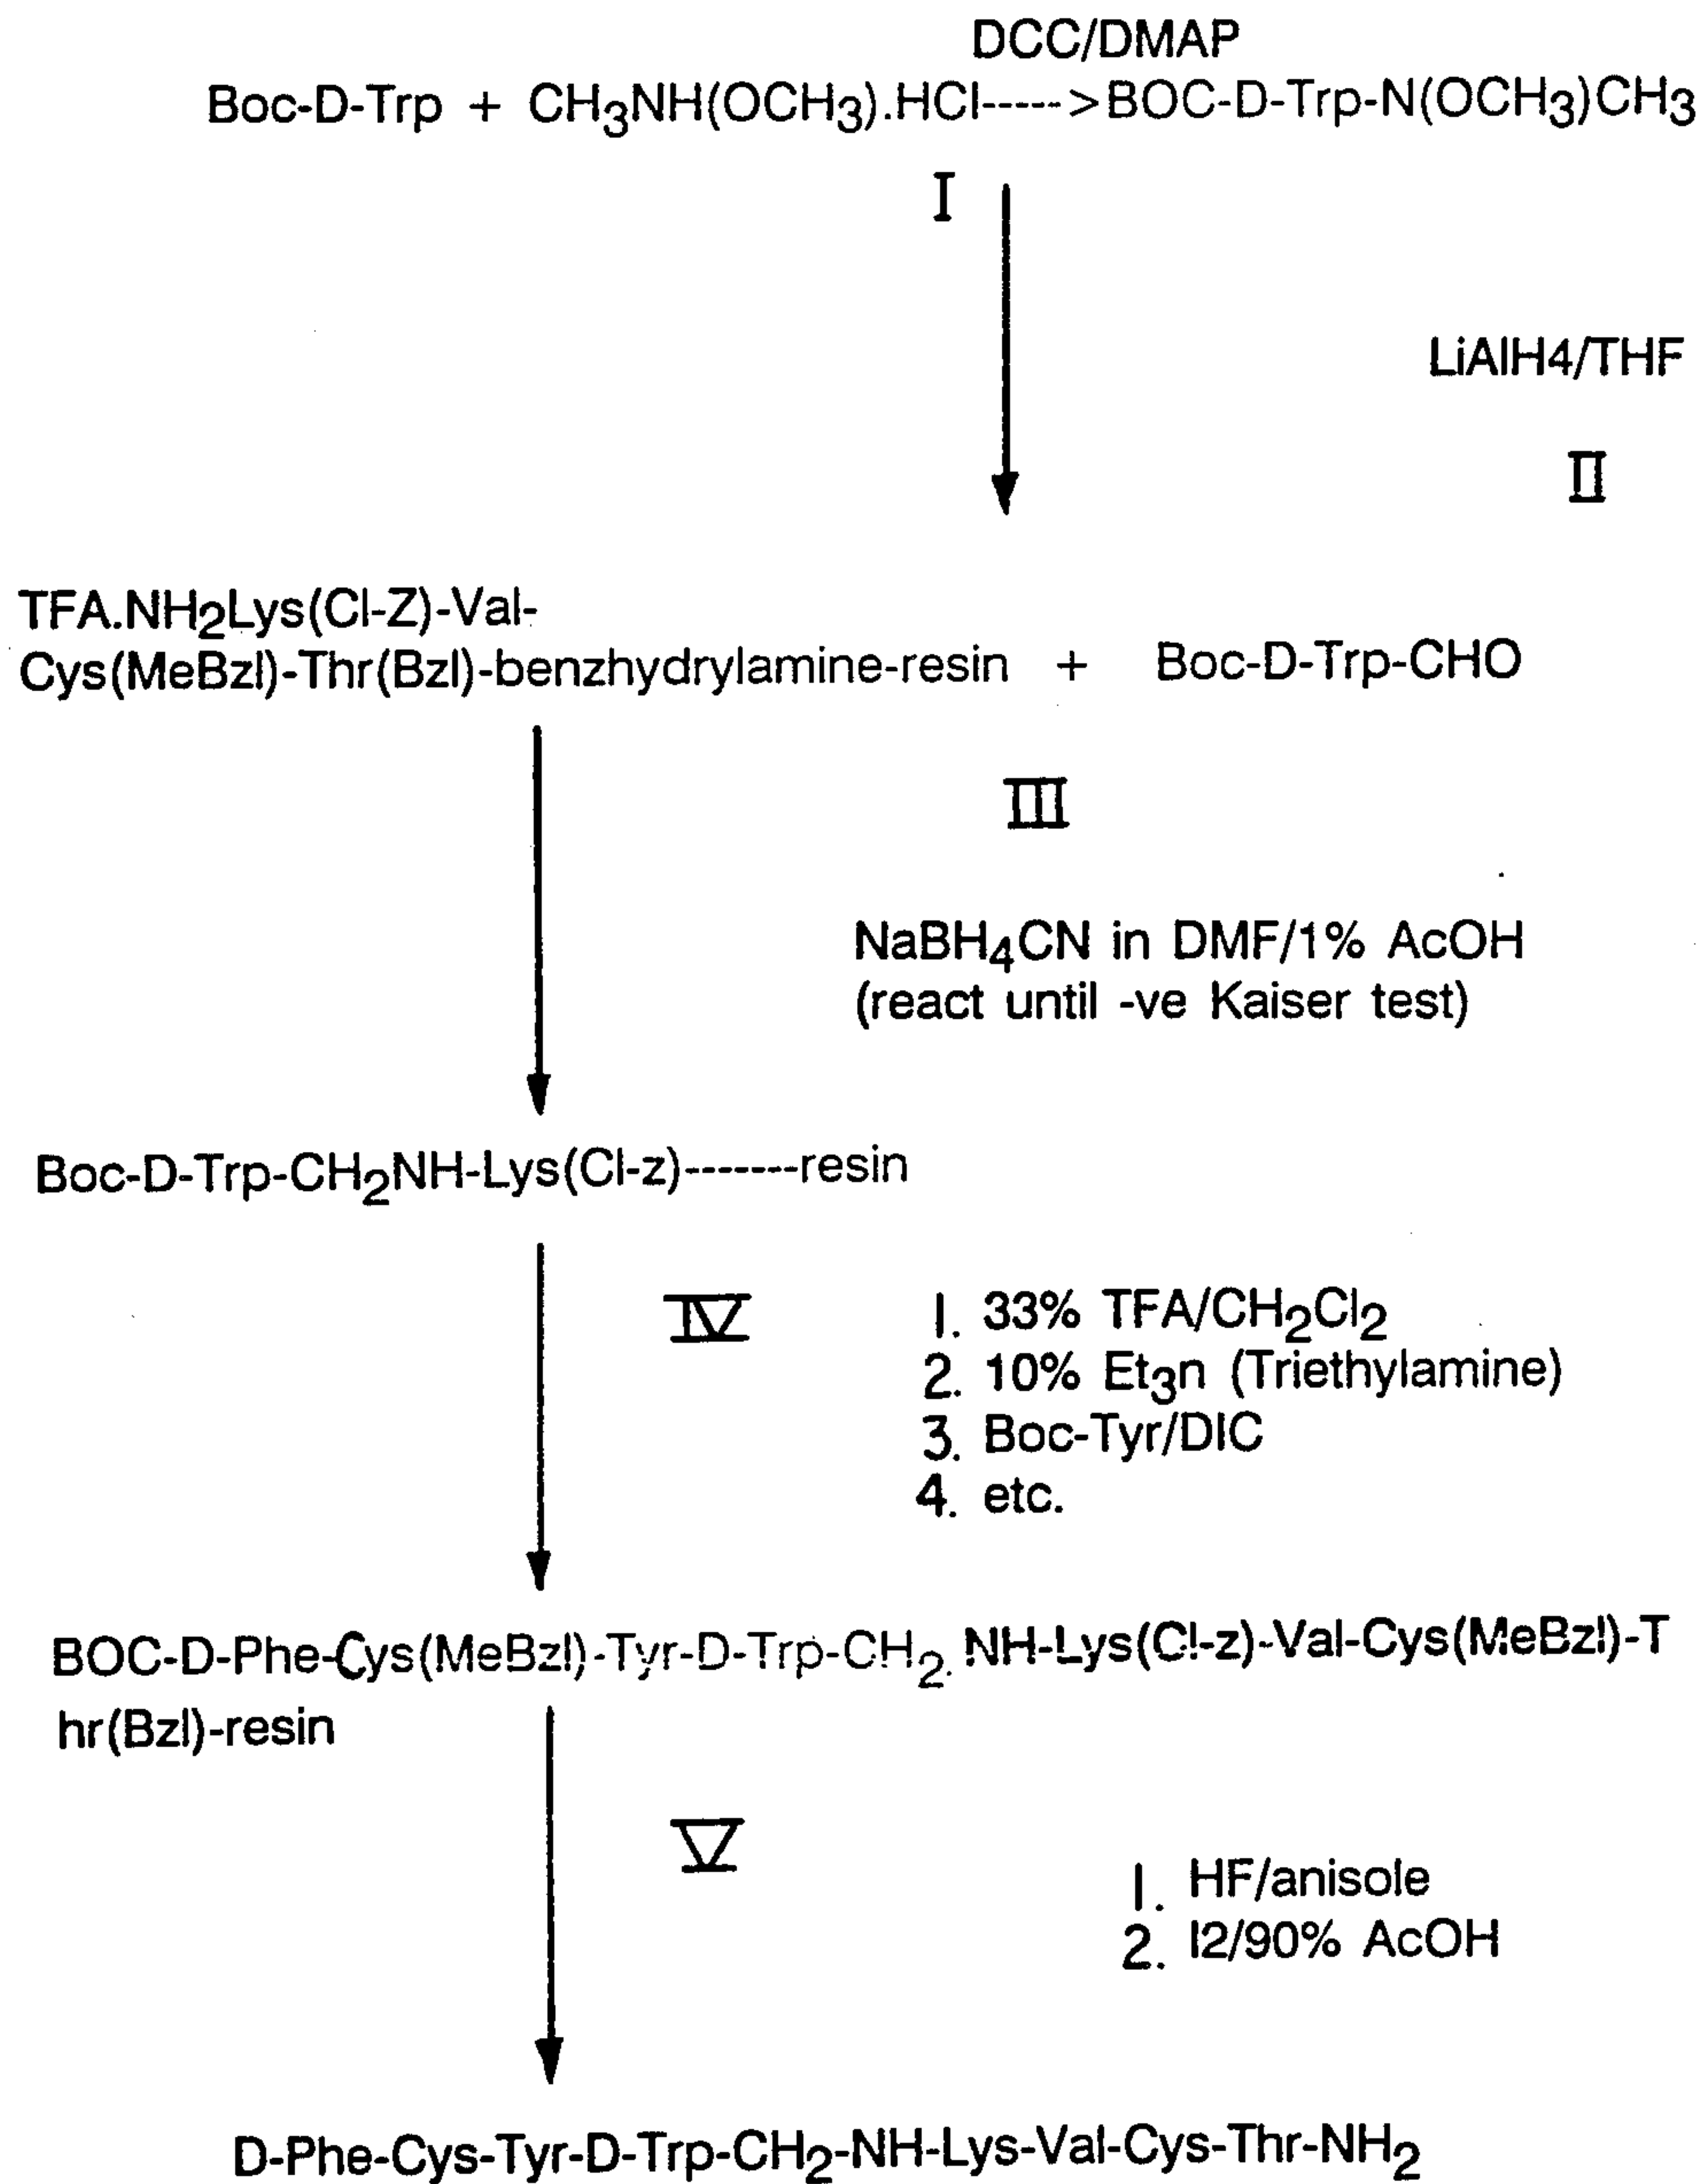 DCC/DMAP
Boc-D-Trp + CH3NH(OCH3).HCl----->BOC-D-Trp-N(OCH3)CH3
I
LiAlH4/THF
II
TFA.NH2Lys(Cl-Z)-Val-
Cys(MeBzl)-Thr(Bzl)-benzhydrylamine-resin + Boc-D-Trp-CHO
III
NaBH4CN in DMF/1% AcOH
(react until -ve Kaiser test)
Boc-D-Trp-CH2NH-Lys(Cl-z)-------resin
IV
1. 33% TFA/CH2Cl2
2. 10% Et3n (Triethylamine)
3. Boc-Tyr/DIC
4. etc.
BOC-D-Phe-Cys(MeBzl)-Tyr-D-Trp-CH2. NH-Lys(Cl-z)-Val-Cys(MeBzl)-T
hr(Bzl)-resin
V
1. HF/anisole
2. I2/90% AcOH
D-Phe-Cys-Tyr-D-Trp-CH2-NH-Lys-Val-Cys-Thr-NH2